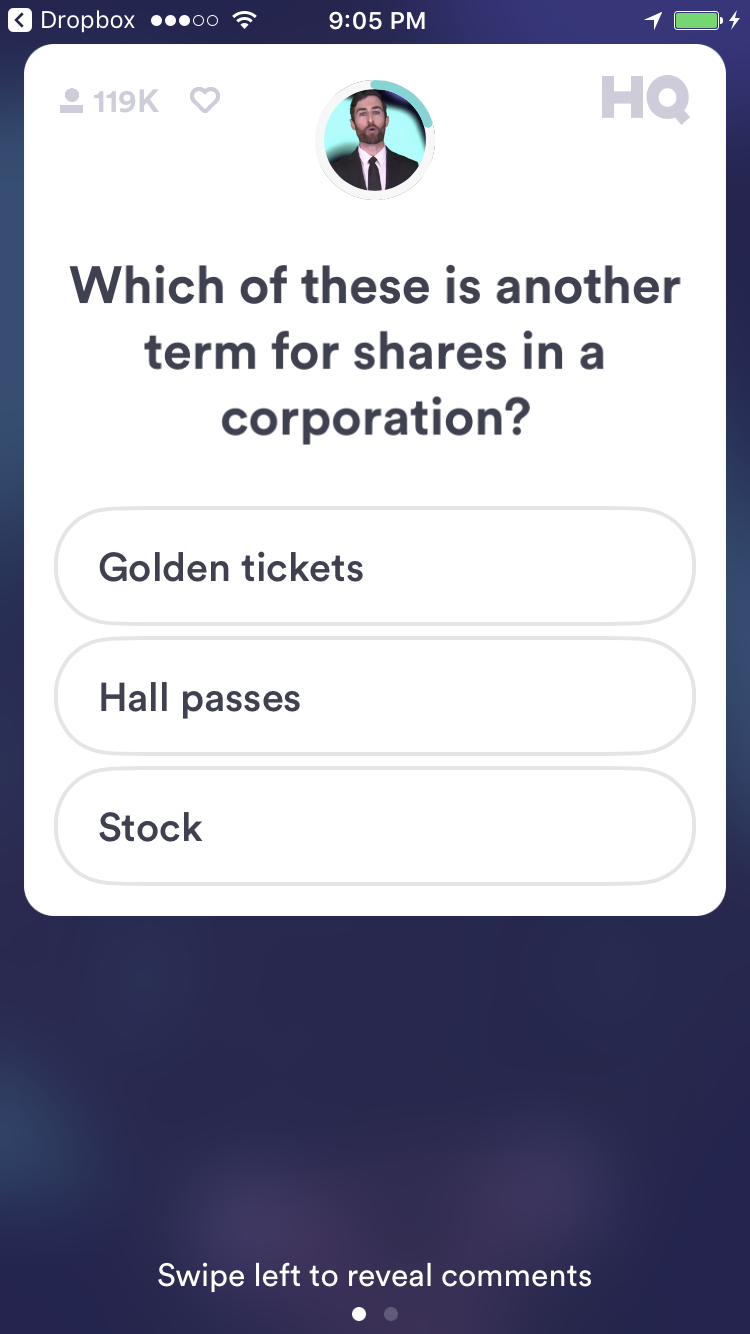 Dropbox
9:05 PM
119K
HQ
Which of these is another
term for shares in a
corporation?
Golden tickets
Hall passes
Stock
Swipe left to reveal comments